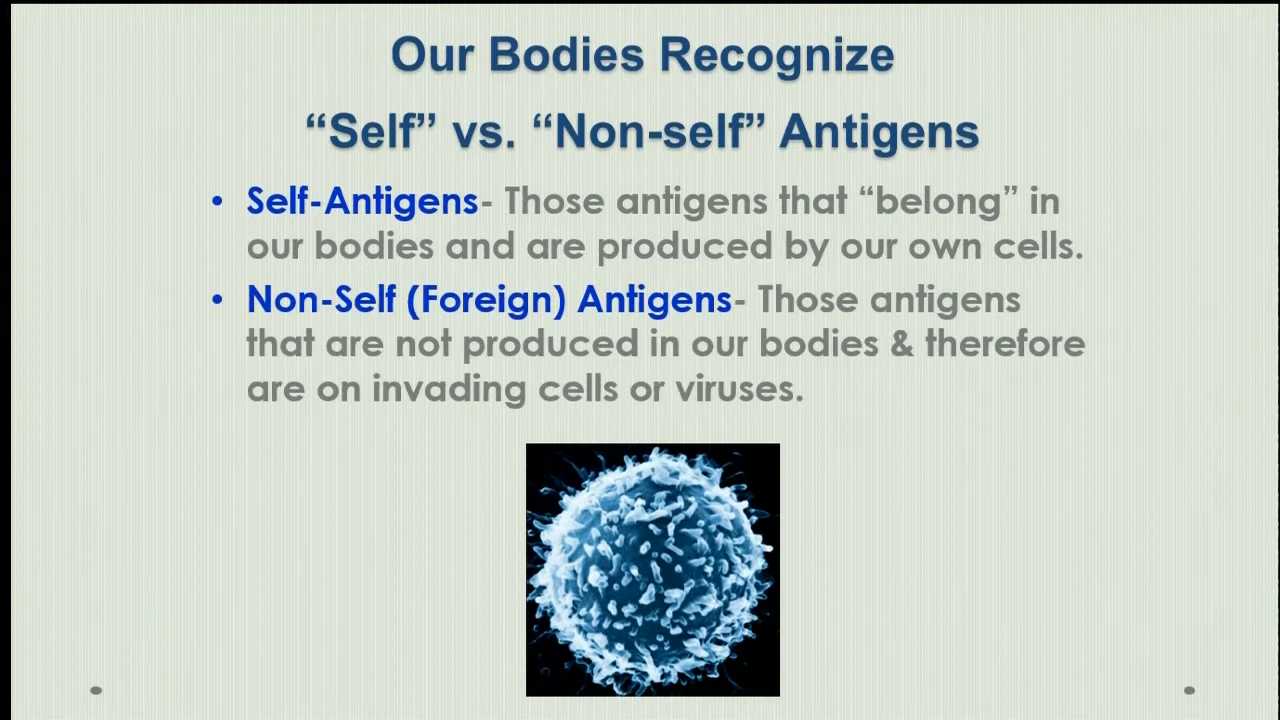 Our Bodies Recognize
“Self” vs. “Non-self” Antigens
• Self-Antigens- Those antigens that “belong” in
our bodies and are produced by our own cells.
• Non-Self (Foreign) Antigens- Those antigens
that are not produced in our bodies & therefore
are on invading cells or viruses.